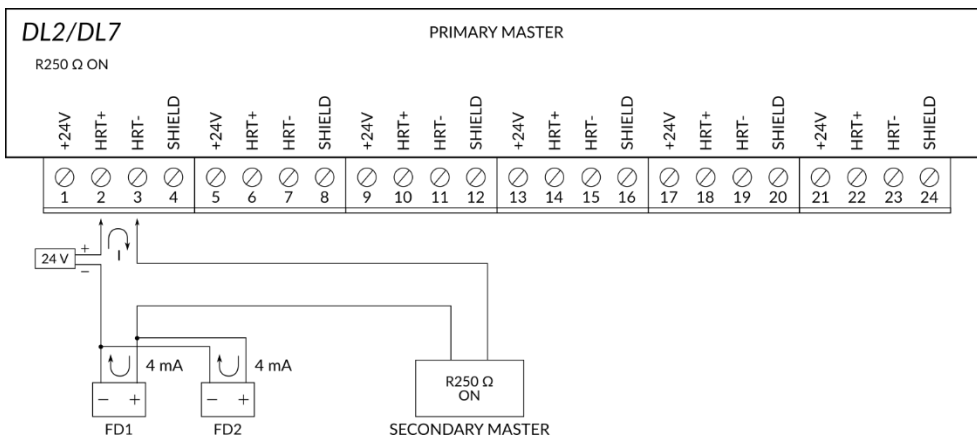 DL2/DL7
PRIMARY MASTER
R250 Ω ON
+24V HRT+ HRT- SHIELD +24V HRT+ HRT- SHIELD +24V HRT+ HRT- SHIELD +24V HRT+ HRT- SHIELD +24V HRT+ HRT- SHIELD +24V HRT+ HRT- SHIELD
1 2 3 4 5 6 7 8 9 10 11 12 13 14 15 16 17 18 19 20 21 22 23 24
+
I
24 V
−
4 mA 4 mA
R250 Ω
ON
− + − +
FD1 FD2 SECONDARY MASTER